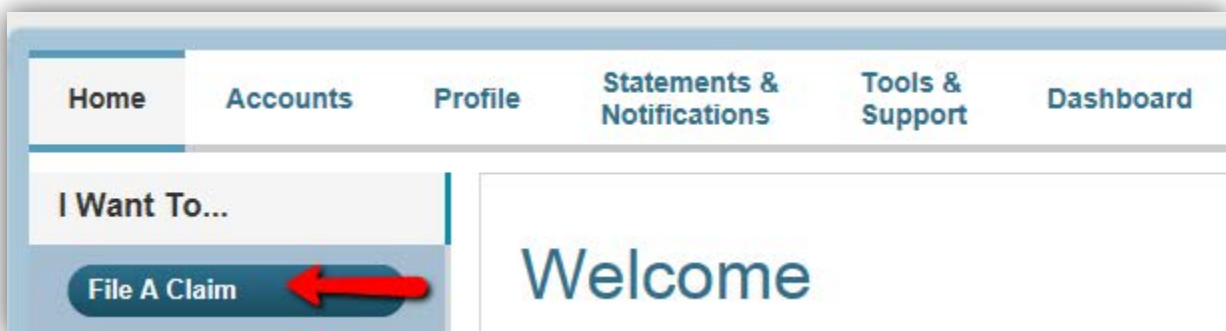 Home
Accounts
Profile
Statements &
Notifications
Tools &
Support
Dashboard
I Want To...
File A Claim
Welcome